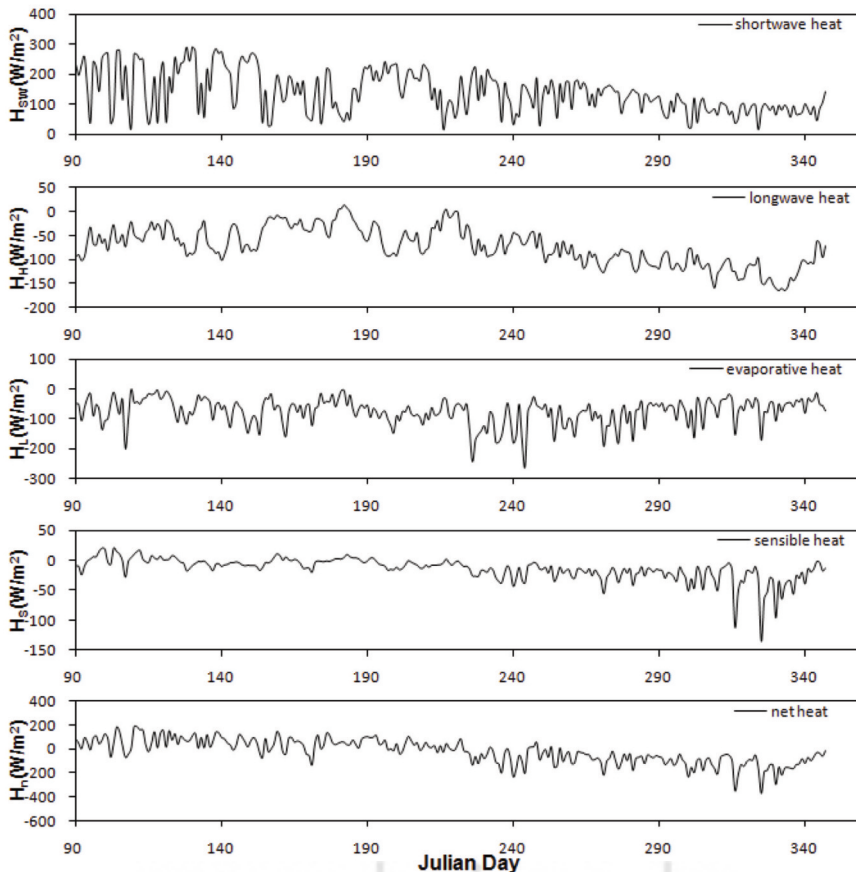 400
300
200
100
0
H_SW(W/m²)
shortwave heat
90 140 190 240 290 340
50
0
-50
-100
-150
-200
H_H(W/m²)
longwave heat
90 140 190 240 290 340
100
0
-100
-200
-300
H_L(W/m²)
evaporative heat
90 140 190 240 290 340
50
0
-50
-100
-150
H_S(W/m²)
sensible heat
90 140 190 240 290 340
400
200
0
-200
-400
-600
H_n(W/m²)
net heat
90 140 190 240 290 340
Julian Day